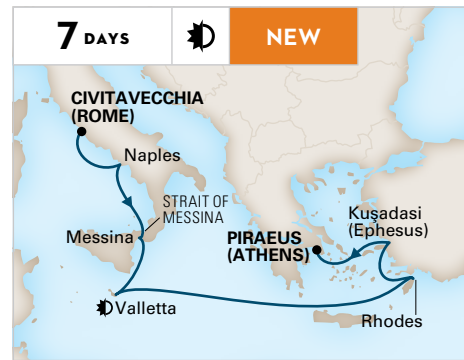 7 DAYS
NEW
CIVITAVECCHIA
(ROME)
Naples
STRAIT OF
MESSINA
Messina
Valletta
PIRAEUS
(ATHENS)
Kuşadasi
(Ephesus)
Rhodes